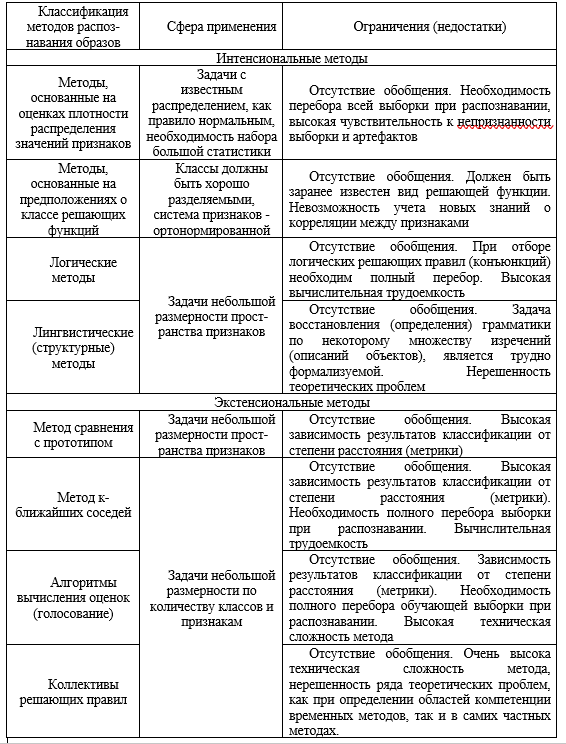 Классификация
методов распоз-
навания образов
Сфера применения
Ограничения (недостатки)
Интенсиональные методы
Методы,
основанные на
оценках плотности
распределения
значений признаков
Задачи с
известным
распределением, как
правило нормальным,
необходимость набора
большой статистики
Отсутствие обобщения. Необходимость
перебора всей выборки при распознавании,
высокая чувствительность к непризнанности
выборки и артефактов
Методы,
основанные на
предположениях о
классе решающих
функций
Классы должны
быть хорошо
разделяемыми,
система признаков -
ортонормированной
Отсутствие обобщения. Должен быть
заранее известен вид решающей функции.
Невозможность учета новых знаний о
корреляции между признаками
Логические
методы
Задачи небольшой
размерности прост-
ранства признаков
Отсутствие обобщения. При отборе
логических решающих правил (конъюнкций)
необходим полный перебор. Высокая
вычислительная трудоемкость
Лингвистические
(структурные)
методы
Отсутствие обобщения. Задача
восстановления (определения) грамматики
по некоторому множеству изречений
(описаний объектов), является трудно
формализуемой. Нерешенность
теоретических проблем
Экстенсиональные методы
Метод сравнения
с прототипом
Задачи небольшой
размерности прост-
ранства признаков
Отсутствие обобщения. Высокая
зависимость результатов классификации от
степени расстояния (метрики)
Метод к-
ближайших соседей
Задачи небольшой
размерности по
количеству классов и
признакам
Отсутствие обобщения. Высокая
зависимость результатов классификации от
степени расстояния (метрики).
Необходимость полного перебора выборки
при распознавании. Вычислительная
трудоемкость
Алгоритмы
вычисления оценок
(голосование)
Отсутствие обобщения. Зависимость
результатов классификации от степени
расстояния (метрики). Необходимость
полного перебора обучающей выборки при
распознавании. Высокая техническая
сложность метода
Коллективы
решающих правил
Отсутствие обобщения. Очень высока
техническая сложность метода,
нерешенность ряда теоретических проблем,
как при определении областей компетенции
временных методов, так и в самих частных
методах.